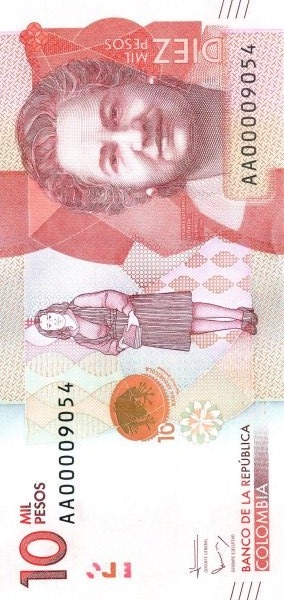 DIEZ
MIL
PESOS
AA00009054
10
AA00009054
10
MIL
PESOS
GERENTE GENERAL
GERENTE EJECUTIVO
BANCO DE LA REPÚBLICA
COLOMBIA